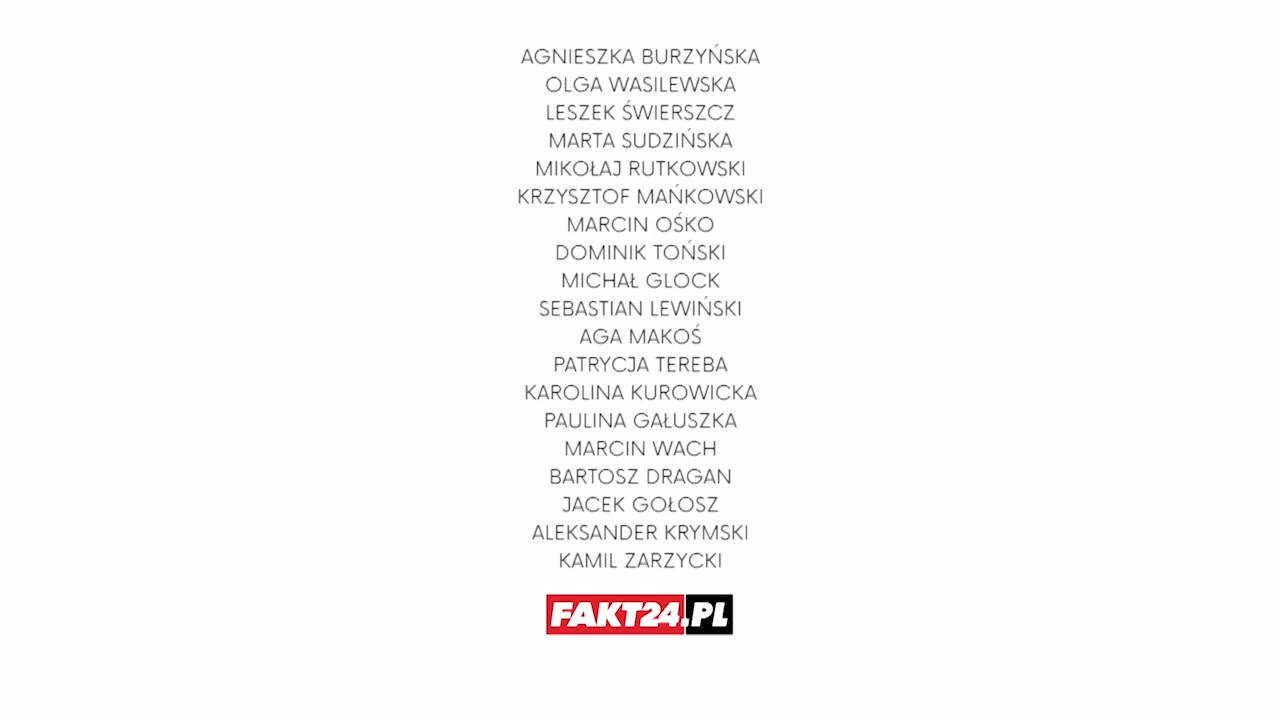 AGNIESZKA BURZYŃSKA
OLGA WASILEWSKA
LESZEK ŚWIERSZCZ
MARTA SUDZIŃSKA
MIKOŁAJ RUTKOWSKI
KRZYSZTOF MAŃKOWSKI
MARCIN OŚKO
DOMINIK TOŃSKI
MICHAŁ GLOCK
SEBASTIAN LEWIŃSKI
AGA MAKOŚ
PATRYCJA TEREBA
KAROLINA KUROWICKA
PAULINA GAŁUSZKA
MARCIN WACH
BARTOSZ DRAGAN
JACEK GOŁOSZ
ALEKSANDER KRYMSKI
KAMIL ZARZYCKI
FAKT24.PL